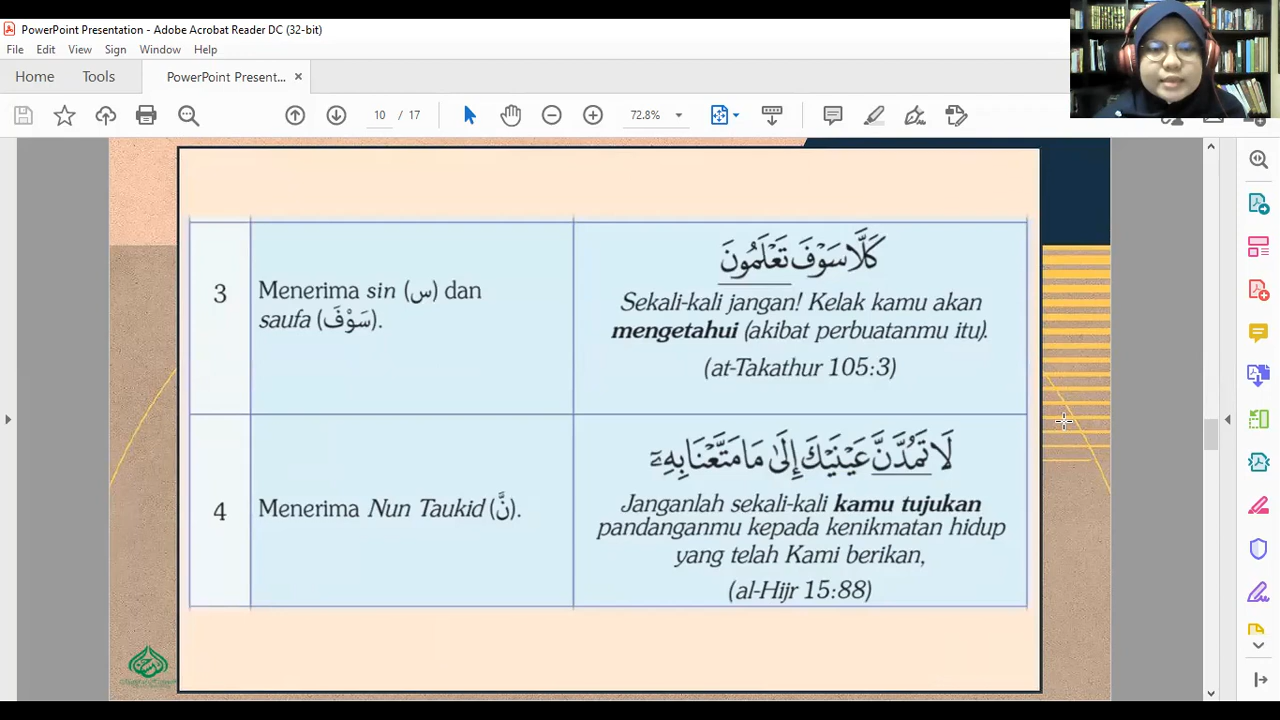 PowerPoint Presentation - Adobe Acrobat Reader DC (32-bit)
File Edit View Sign Window Help
Home Tools PowerPoint Present... ×
10 / 17 72.8%
3
Menerima sin (س) dan
saufa (سَوْفَ).
كَلَّا سَوْفَ تَعْلَمُونَ
Sekali-kali jangan! Kelak kamu akan
mengetahui (akibat perbuatanmu itu).
(at-Takathur 105:3)
4
Menerima Nun Taukid (نَّ).
لَا تَمُدَّنَّ عَيْنَيْكَ إِلَىٰ مَا مَتَّعْنَا بِهِۦٓ
Janganlah sekali-kali kamu tujukan
pandanganmu kepada kenikmatan hidup
yang telah Kami berikan,
(al-Hijr 15:88)